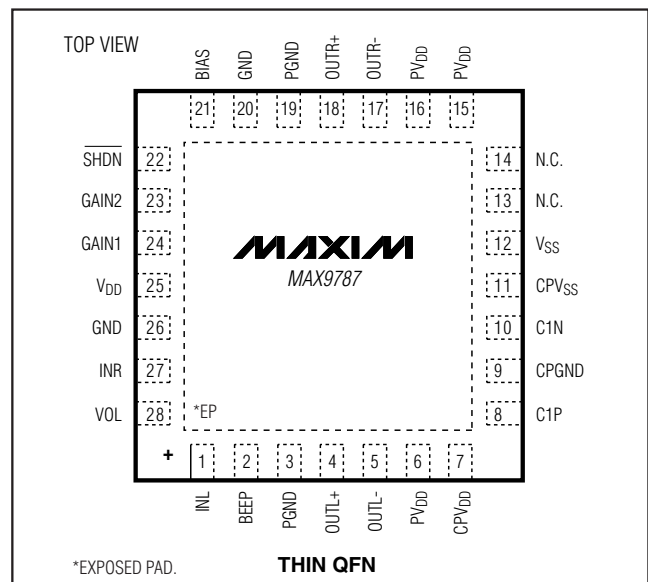 TOP VIEW
BIAS
GND
PGND
OUTR+
OUTR-
PVDD
PVDD
21 20 19 18 17 16 15
SHDN 22
14 N.C.
GAIN2 23
13 N.C.
GAIN1 24
12 VSS
VDD 25
11 CPVSS
GND 26
10 C1N
INR 27
9 CPGND
VOL 28
8 C1P
MAXIM
MAX9787
*EP
+
1 2 3 4 5 6 7
INL
BEEP
PGND
OUTL+
OUTL-
PVDD
CPVDD
*EXPOSED PAD.
THIN QFN